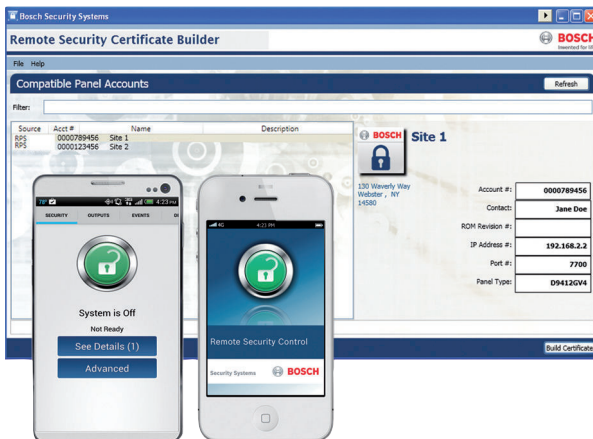 Bosch Security Systems
Remote Security Certificate Builder
BOSCH
Invented for
File Help
Compatible Panel Accounts
Refresh
Filter:
Source Acct # Name Description
RPS 0000789456 Site 1
RPS 0000123456 Site 2
BOSCH
Site 1
130 Waverly Way
Webster , NY
14580
Account #: 0000789456
Contact: Jane Doe
ROM Revision #:
IP Address #: 192.168.2.2
Port #: 7700
Panel Type: D9412GV4
Build Certificate
78° 4:23 PM
SECURITY OUTPUTS EVENTS
System is Off
Not Ready
See Details (1)
Advanced
4G 4:23 PM
Remote Security Control
Security Systems BOSCH